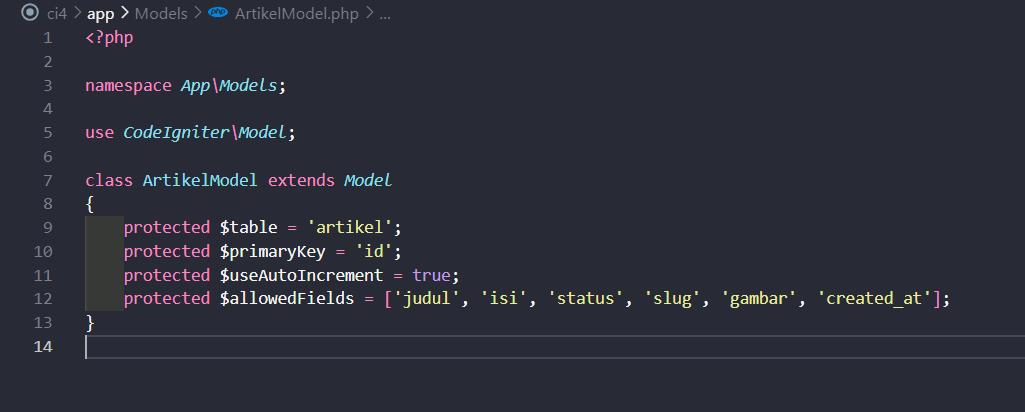 ci4 > app > Models > php ArtikelModel.php > ...
1 <?php
2
3 namespace App\Models;
4
5 use CodeIgniter\Model;
6
7 class ArtikelModel extends Model
8 {
9     protected $table = 'artikel';
10     protected $primaryKey = 'id';
11     protected $useAutoIncrement = true;
12     protected $allowedFields = ['judul', 'isi', 'status', 'slug', 'gambar', 'created_at'];
13 }
14